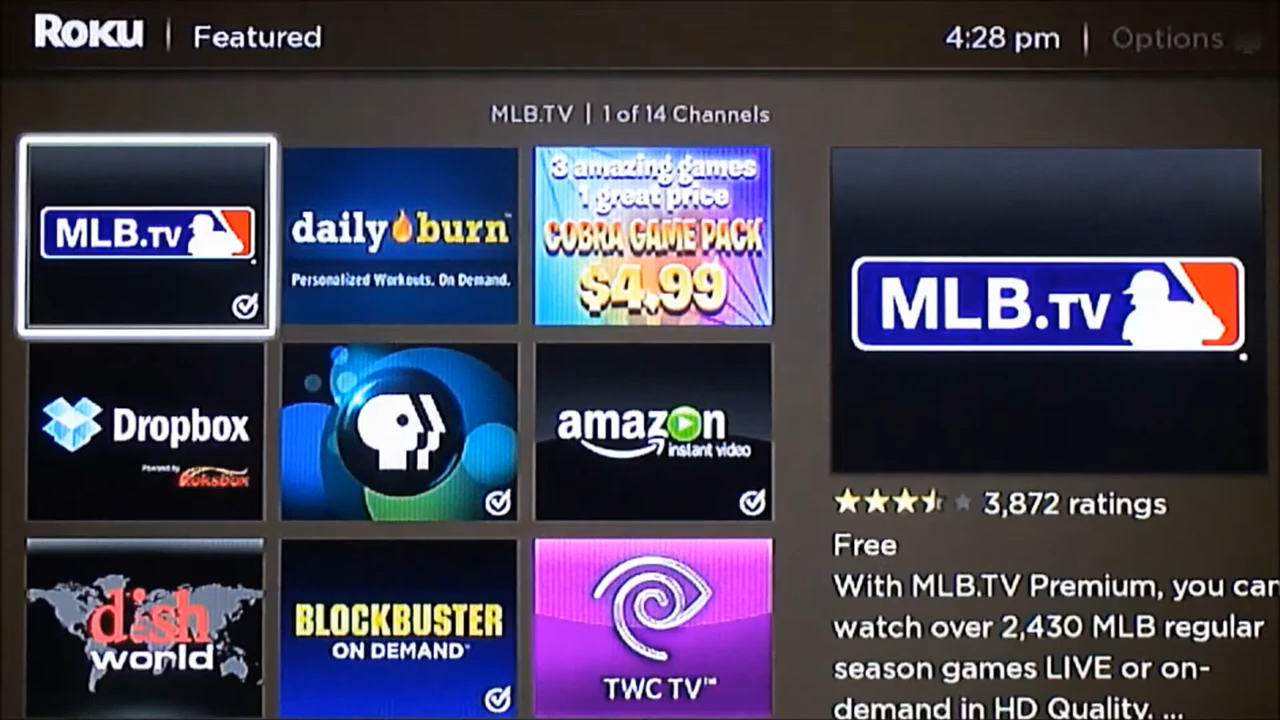 ROKU | Featured
4:28 pm | Options
MLB.TV | 1 of 14 Channels
MLB.TV
daily burn™
Personalized Workouts. On Demand.
3 amazing games
1 great price
COBRA GAME PACK
$4.99
Dropbox
Powered by
Roksbox
amazon
instant video
dish
world
BLOCKBUSTER
ON DEMAND
TWC TV™
MLB.TV
3,872 ratings
Free
With MLB.TV Premium, you can
watch over 2,430 MLB regular
season games LIVE or on-
demand in HD Quality. ...